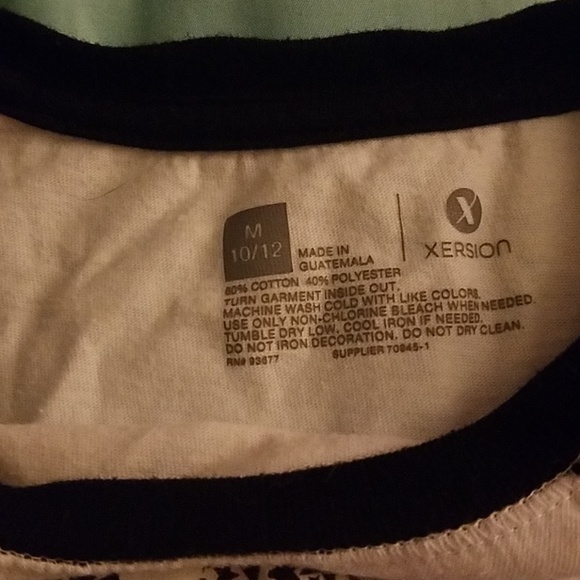 M
10/12
MADE IN
GUATEMALA
X
XERSION
60% COTTON 40% POLYESTER
TURN GARMENT INSIDE OUT.
MACHINE WASH COLD WITH LIKE COLORS.
USE ONLY NON-CHLORINE BLEACH WHEN NEEDED.
TUMBLE DRY LOW, COOL IRON IF NEEDED.
DO NOT IRON DECORATION. DO NOT DRY CLEAN.
RN# 93677 SUPPLIER 70945-1